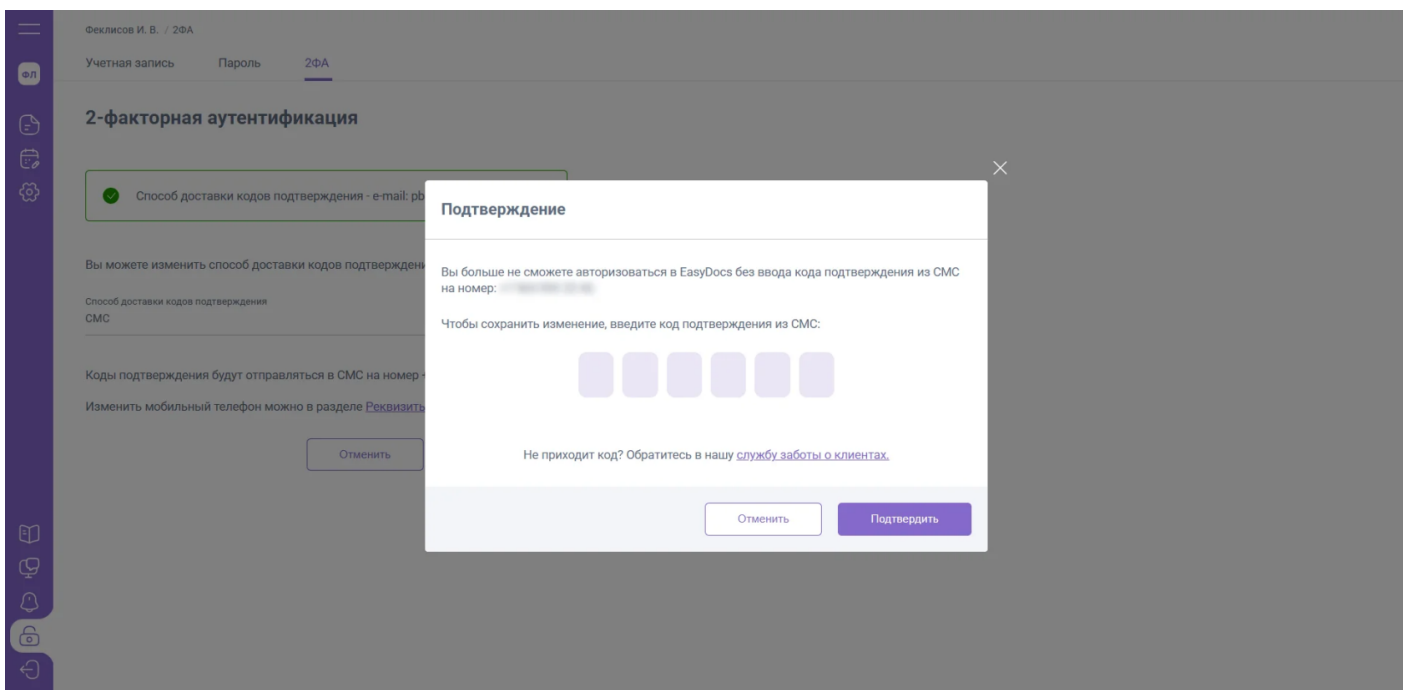 Феклисов И. В. / 2ФА
ФЛ
Учетная запись Пароль 2ФА
2-факторная аутентификация
Способ доставки кодов подтверждения - e-mail: pb
Вы можете изменить способ доставки кодов
Способ доставки кодов подтверждения
СМС
Коды подтверждения будут отправляться в СМС на номер
Изменить мобильный телефон можно в разделе
Отменить
Подтверждение
Вы больше не сможете авторизоваться в EasyDocs без ввода кода подтверждения из СМС
на номер:
Чтобы сохранить изменение, введите код подтверждения из СМС:
Не приходит код? Обратитесь в нашу службу заботы о клиентах.
Отменить Подтвердить